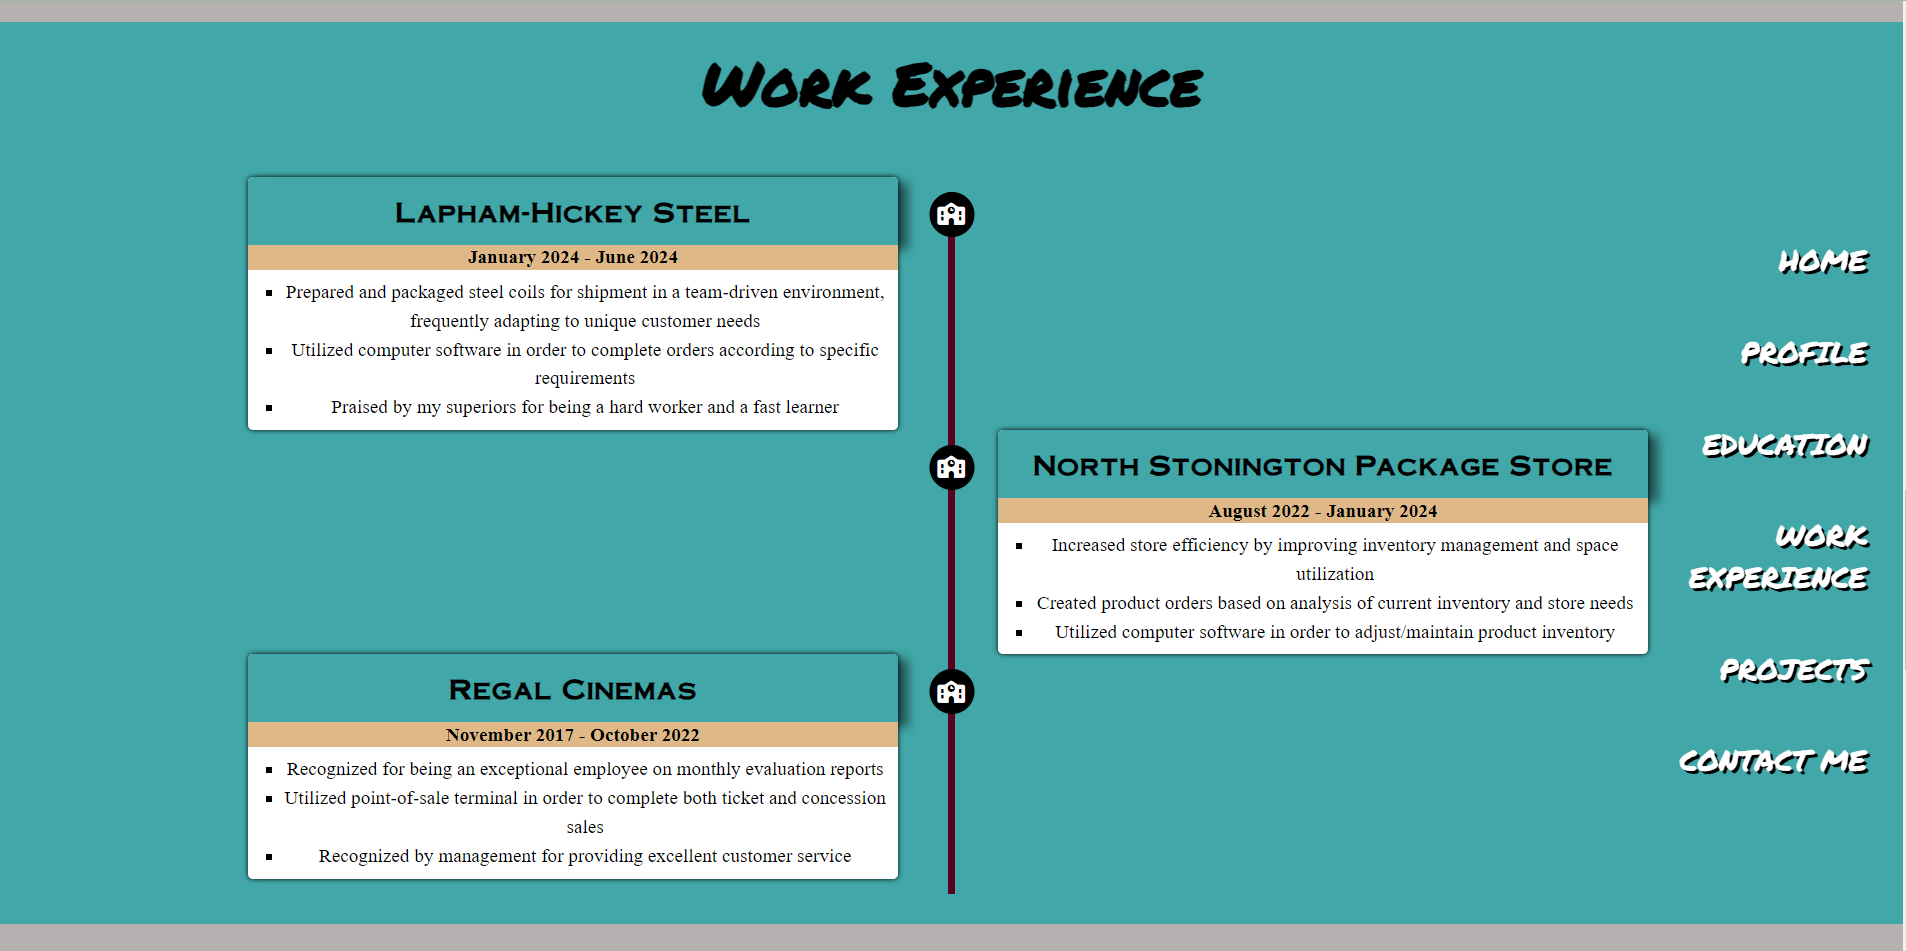 Work Experience
Lapham-Hickey Steel
January 2024 - June 2024
Prepared and packaged steel coils for shipment in a team-driven environment,
frequently adapting to unique customer needs
Utilized computer software in order to complete orders according to specific
requirements
Praised by my superiors for being a hard worker and a fast learner
North Stonington Package Store
August 2022 - January 2024
Increased store efficiency by improving inventory management and space
utilization
Created product orders based on analysis of current inventory and store needs
Utilized computer software in order to adjust/maintain product inventory
Regal Cinemas
November 2017 - October 2022
Recognized for being an exceptional employee on monthly evaluation reports
Utilized point-of-sale terminal in order to complete both ticket and concession
sales
Recognized by management for providing excellent customer service
HOME
PROFILE
EDUCATION
WORK
EXPERIENCE
PROJECTS
CONTACT ME